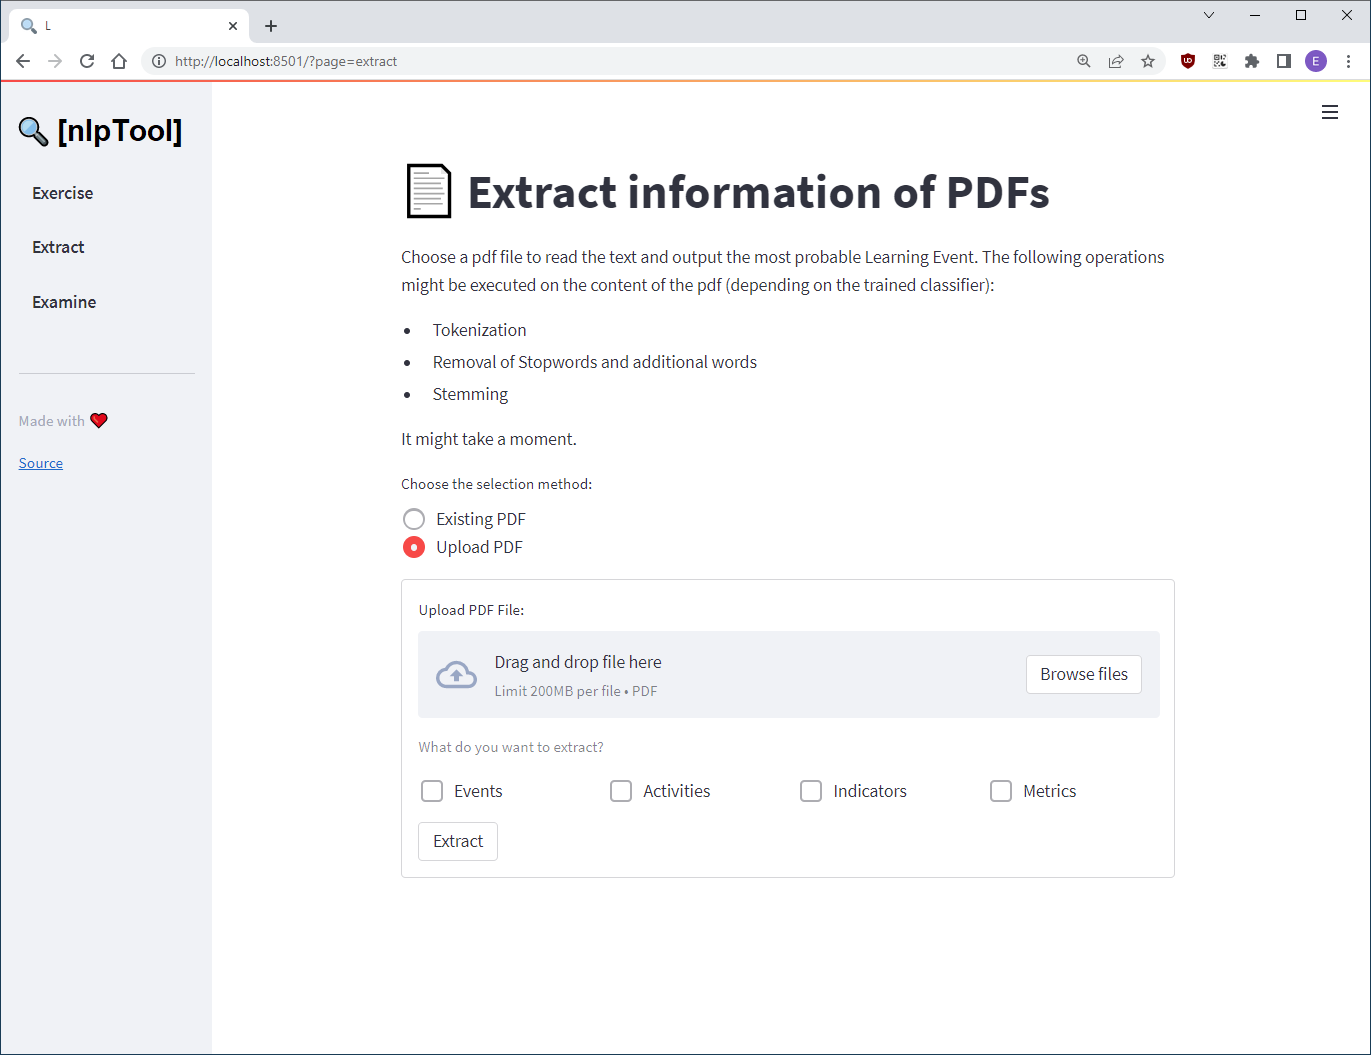 L
http://localhost:8501/?page=extract
E
[nlpTool]
Exercise
Extract
Examine
Made with
Source
Extract information of PDFs
Choose a pdf file to read the text and output the most probable Learning Event. The following operations
might be executed on the content of the pdf (depending on the trained classifier):
• Tokenization
• Removal of Stopwords and additional words
• Stemming
It might take a moment.
Choose the selection method:
Existing PDF
Upload PDF
Upload PDF File:
Drag and drop file here
Limit 200MB per file • PDF
Browse files
What do you want to extract?
Events Activities Indicators Metrics
Extract